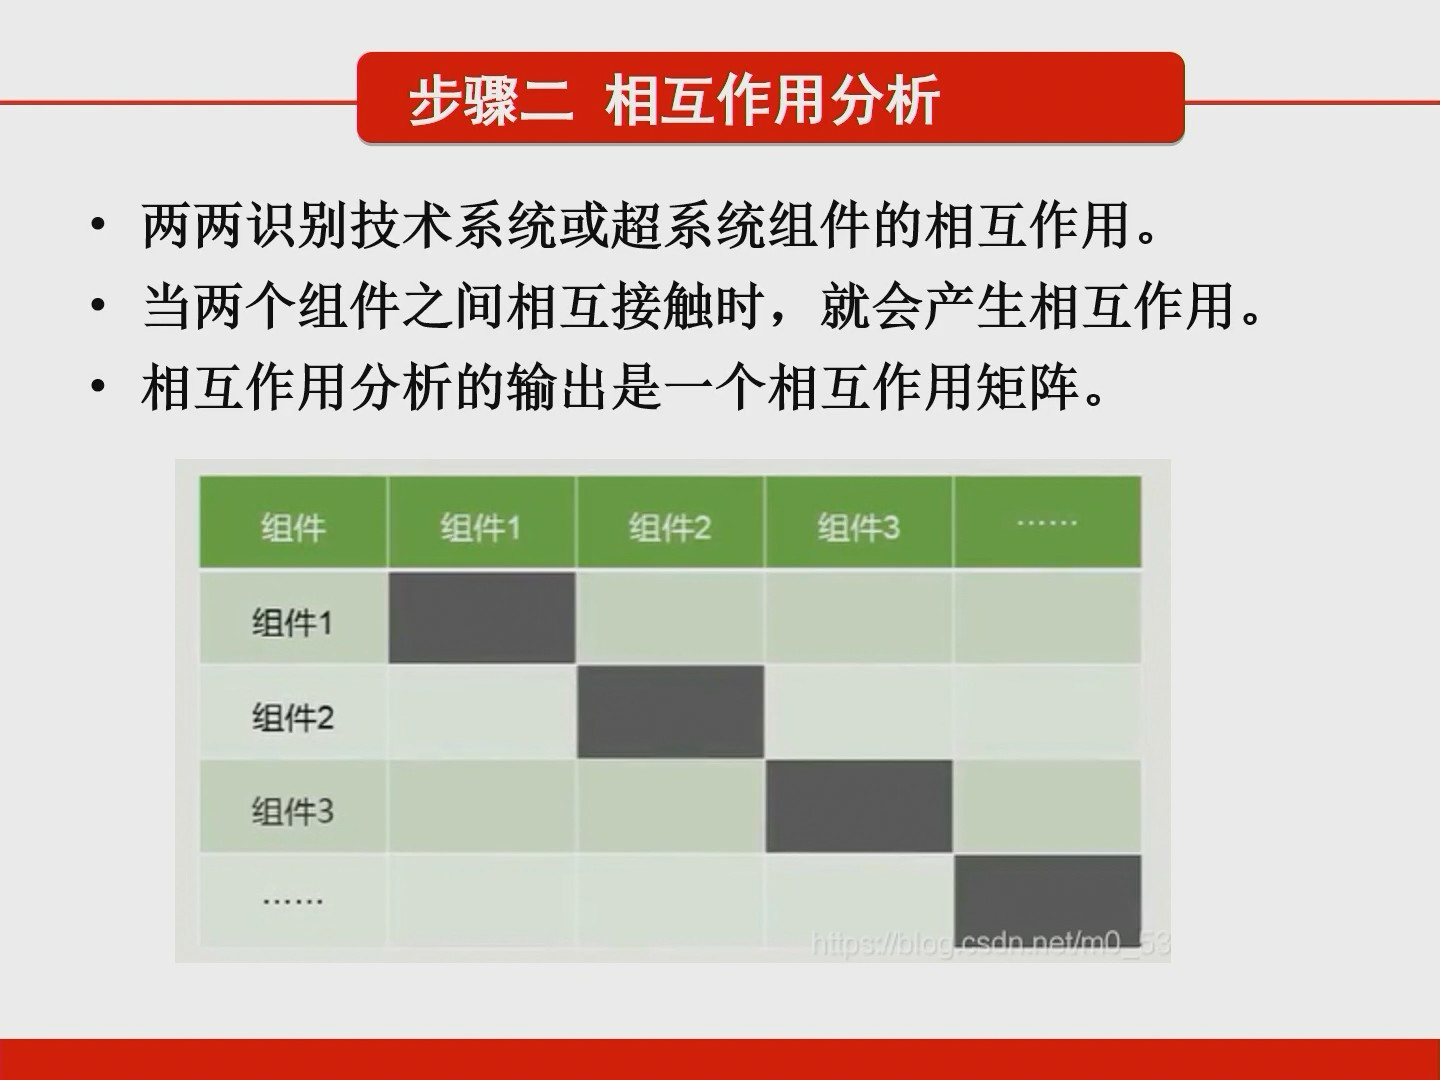 步骤二 相互作用分析
• 两两识别技术系统或超系统组件的相互作用。
• 当两个组件之间相互接触时，就会产生相互作用。
• 相互作用分析的输出是一个相互作用矩阵。
组件 组件1 组件2 组件3 ……
组件1
组件2
组件3
……
https://blog.csdn.net/m0_53